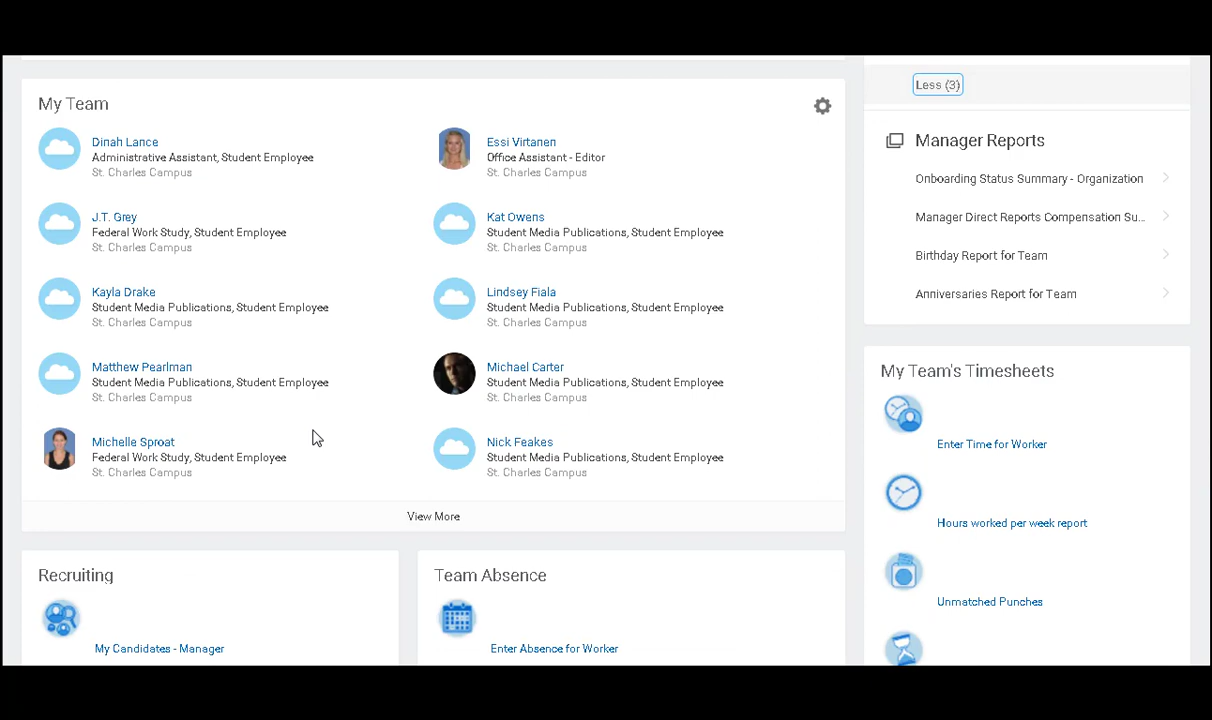 My Team
Dinah Lance
Administrative Assistant, Student Employee
St. Charles Campus
Essi Virtanen
Office Assistant - Editor
St. Charles Campus
J.T. Grey
Federal Work Study, Student Employee
St. Charles Campus
Kat Owens
Student Media Publications, Student Employee
St. Charles Campus
Kayla Drake
Student Media Publications, Student Employee
St. Charles Campus
Lindsey Fiala
Student Media Publications, Student Employee
St. Charles Campus
Matthew Pearlman
Student Media Publications, Student Employee
St. Charles Campus
Michael Carter
Student Media Publications, Student Employee
St. Charles Campus
Michelle Sproat
Federal Work Study, Student Employee
St. Charles Campus
Nick Feakes
Student Media Publications, Student Employee
St. Charles Campus
View More
Recruiting
My Candidates - Manager
Team Absence
Enter Absence for Worker
Less (3)
Manager Reports
Onboarding Status Summary - Organization
Manager Direct Reports Compensation Su...
Birthday Report for Team
Anniversaries Report for Team
My Team's Timesheets
Enter Time for Worker
Hours worked per week report
Unmatched Punches